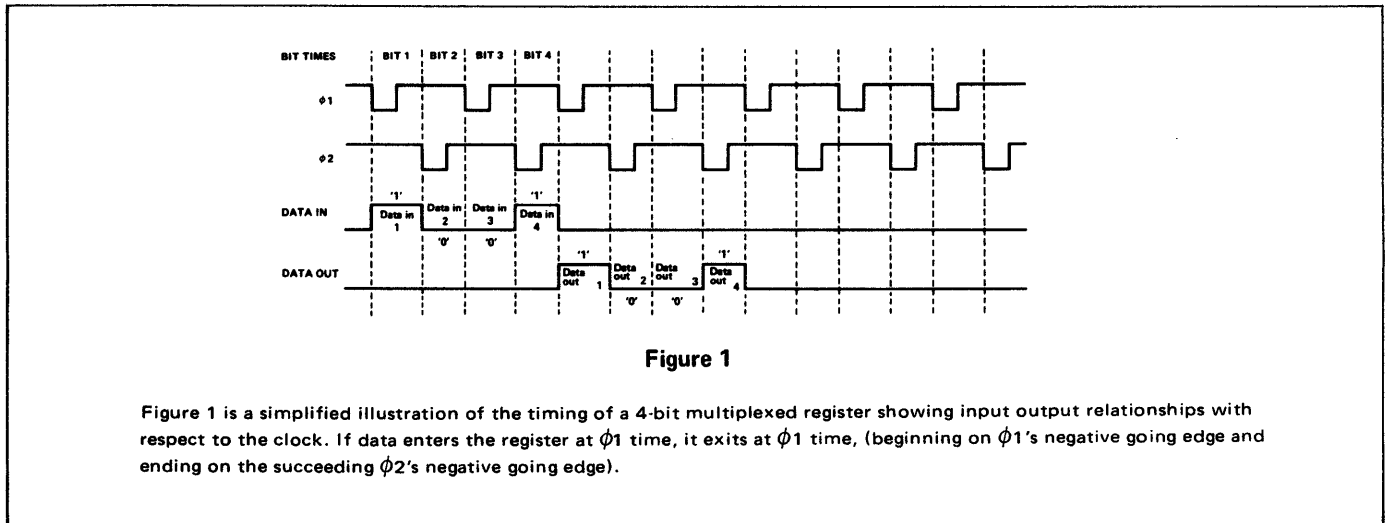 BIT TIMES BIT 1 BIT 2 BIT 3 BIT 4
ϕ1
ϕ2
'1' '1'
DATA IN Data in 1 Data in 2 Data in 3 Data in 4
'0' '0'
'1' '1'
DATA OUT Data out 1 Data out 2 Data out 3 Data out 4
'0' '0'
Figure 1
Figure 1 is a simplified illustration of the timing of a 4-bit multiplexed register showing input output relationships with
respect to the clock. If data enters the register at ϕ1 time, it exits at ϕ1 time, (beginning on ϕ1's negative going edge and
ending on the succeeding ϕ2's negative going edge).